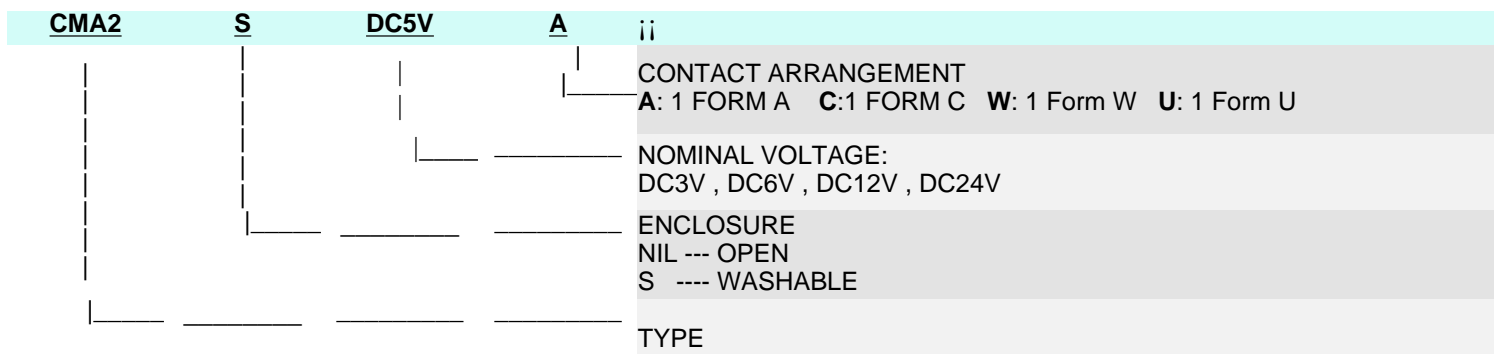 CMA2 S DC5V A ¡¡
CONTACT ARRANGEMENT
A: 1 FORM A C:1 FORM C W: 1 Form W U: 1 Form U
NOMINAL VOLTAGE:
DC3V , DC6V , DC12V , DC24V
ENCLOSURE
NIL --- OPEN
S ---- WASHABLE
TYPE